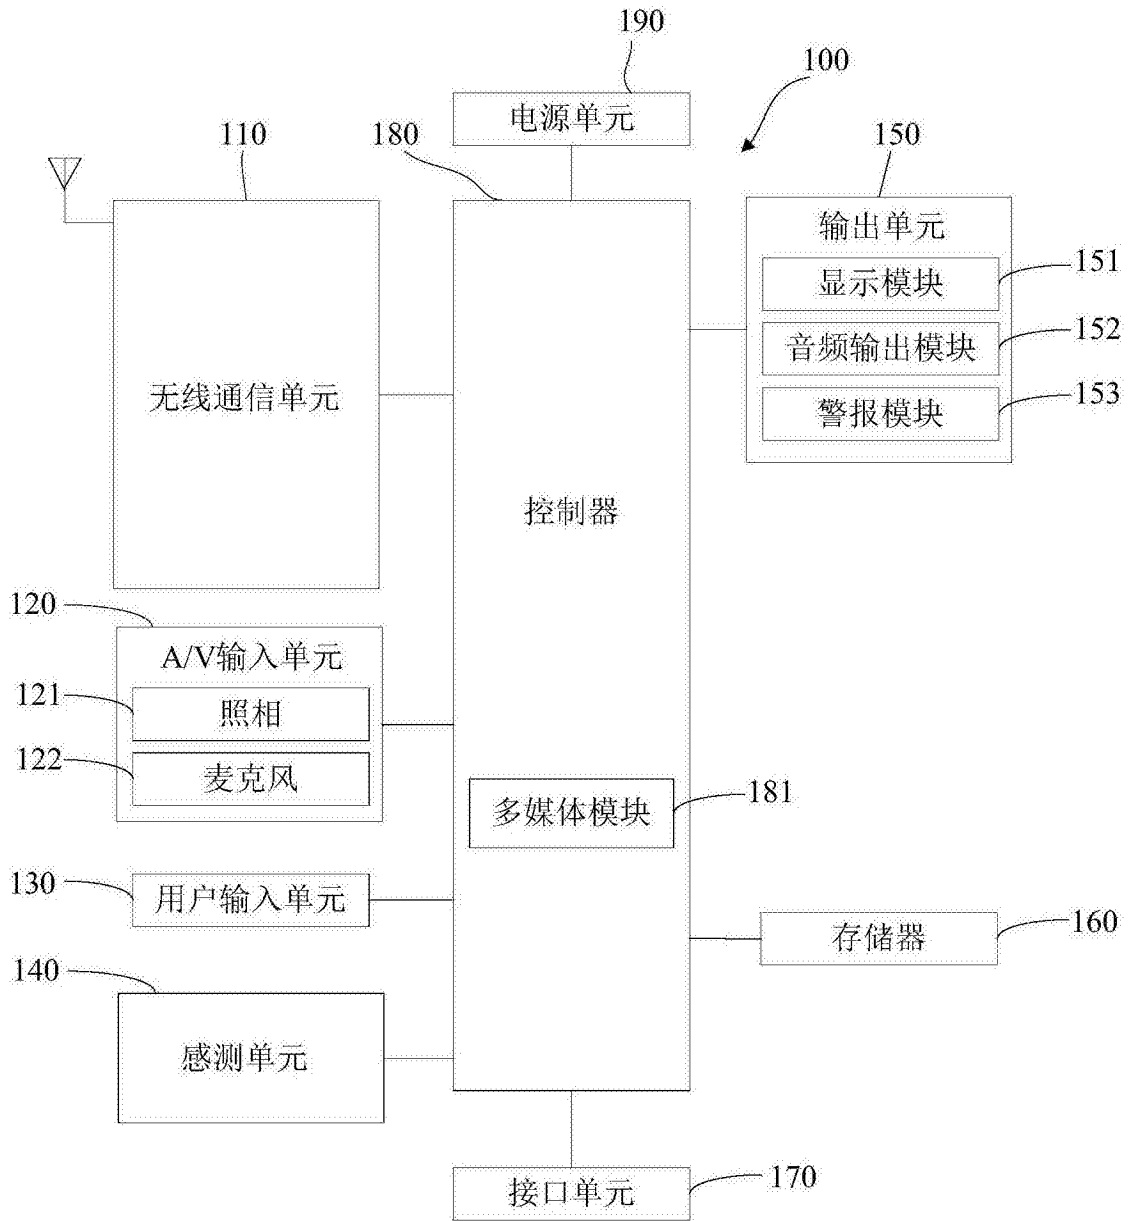 190
电源单元
100
110
180
150
输出单元
显示模块
151
音频输出模块
152
警报模块
153
无线通信单元
控制器
120
A/V输入单元
121
照相
122
麦克风
多媒体模块
181
130
用户输入单元
存储器
160
140
感测单元
接口单元
170